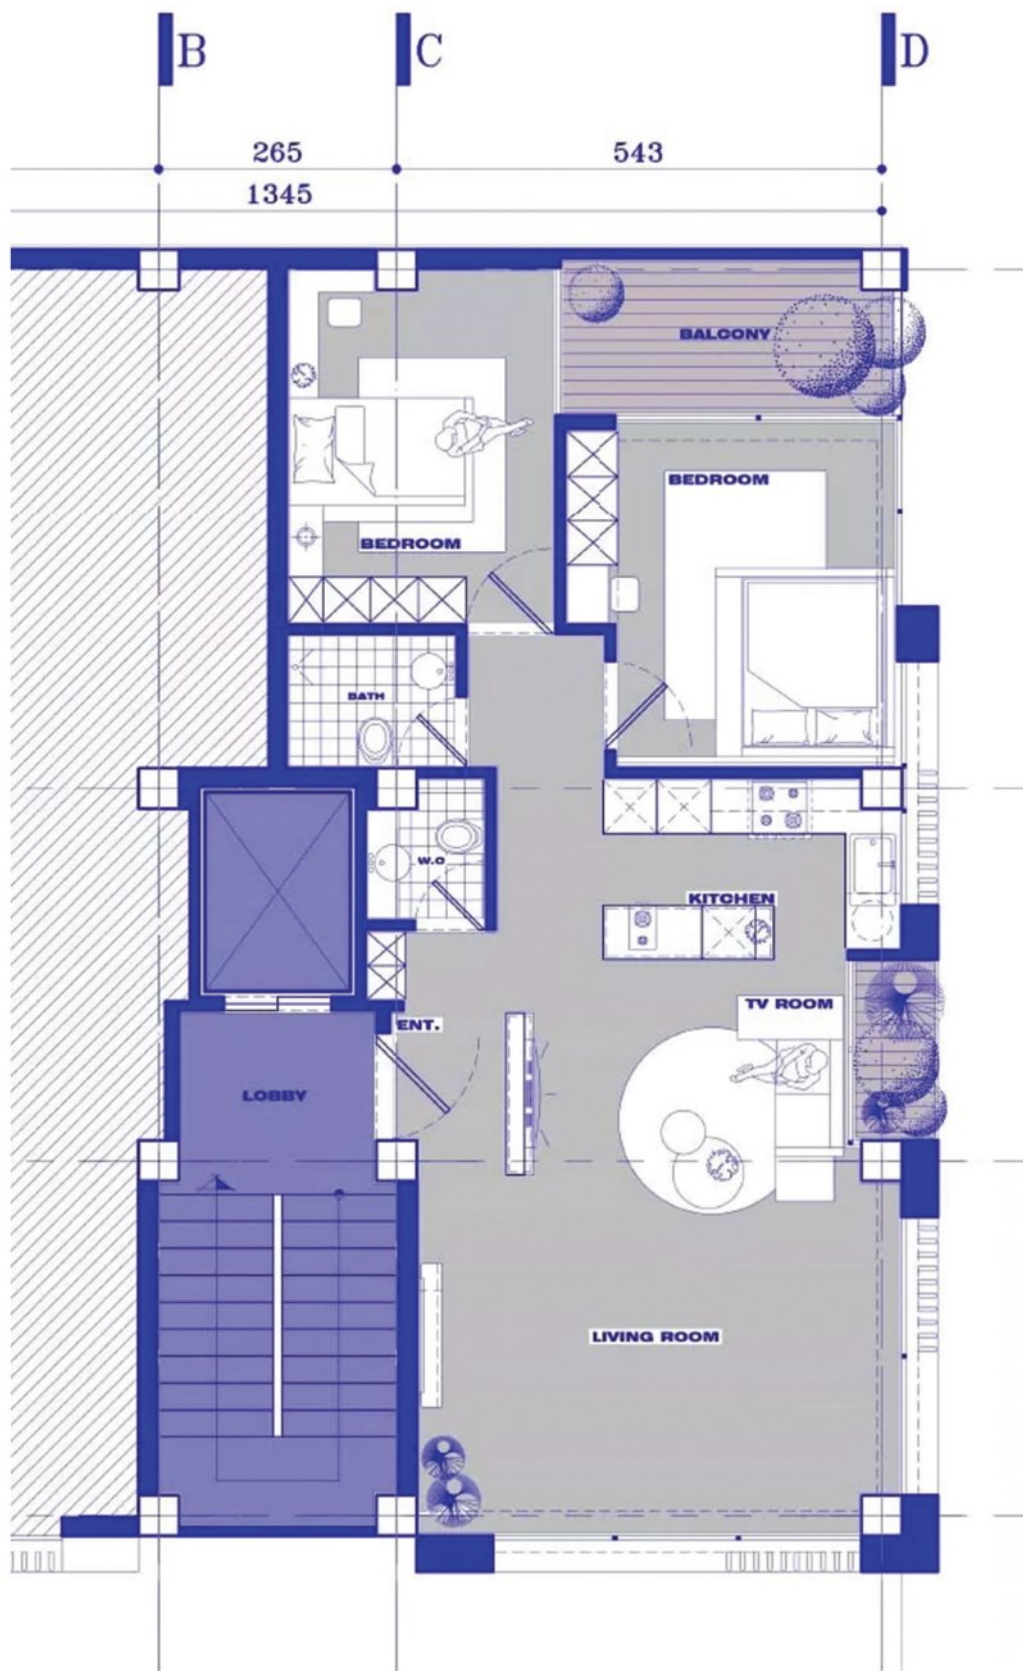 B
C
D
265
543
1345
BALCONY
BEDROOM
BEDROOM
BATH
W.C
KITCHEN
TV ROOM
ENT.
LOBBY
LIVING ROOM